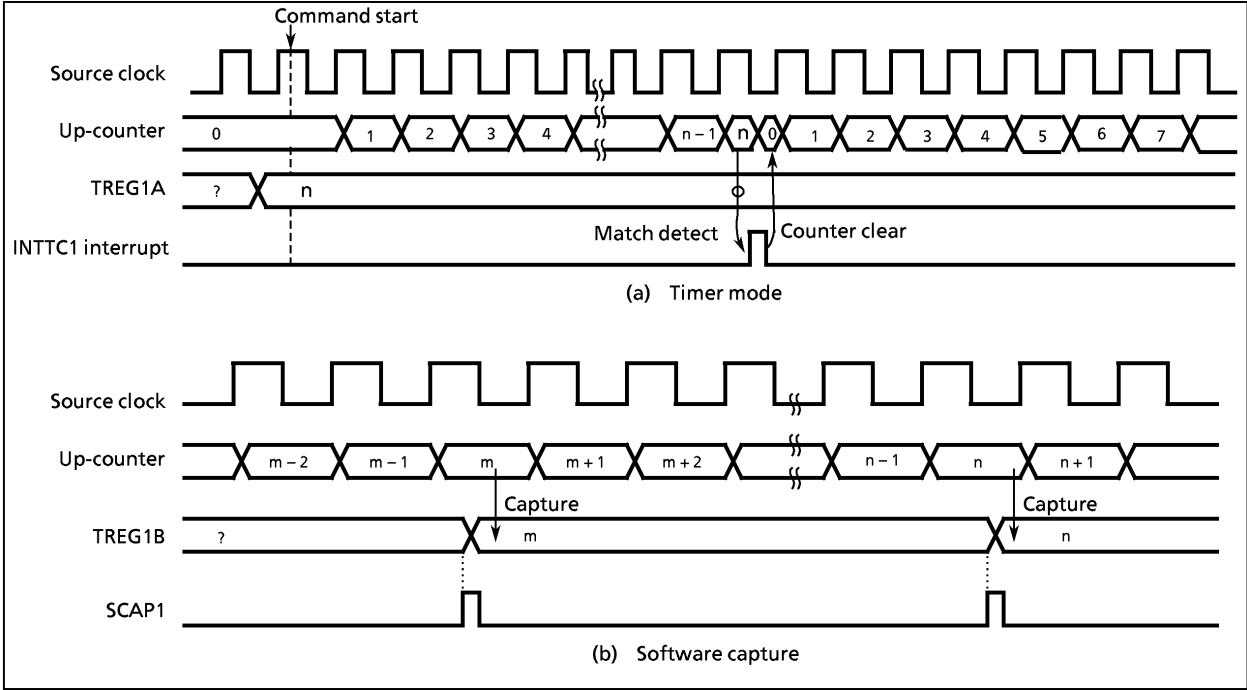 Command start
Source clock
Up-counter 0 1 2 3 4 n – 1 n 0 1 2 3 4 5 6 7
TREG1A ? n
INTTC1 interrupt Match detect Counter clear
(a) Timer mode
Source clock
Up-counter m – 2 m – 1 m m + 1 m + 2 n – 1 n n + 1
Capture Capture
TREG1B ? m n
SCAP1
(b) Software capture